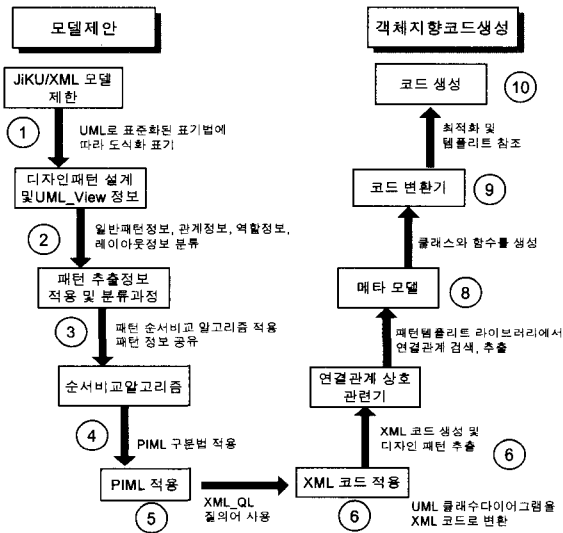 모델제안
JiKU/XML 모델
제한
1
UML로 표준화된 표기법에
따라 도식화 표기
디자인패턴 설계
및UML_View 정보
2
일반패턴정보, 관계정보, 역할정보,
레이아웃정보 분류
패턴 추출정보
적용 및 분류과정
3
패턴 순서비교 알고리즘 적용
패턴 정보 공유
순서비교알고리즘
4
PIML 구분법 적용
PIML 적용
5
XML_QL
질의어 사용
객체지향코드생성
코드 생성
10
최적화 및
템플리트 참조
코드 변환기
9
클래스와 함수를 생성
메타 모델
8
패턴템플리트 라이브러리에서
연결관계 검색, 추출
연결관계 상호
관련기
XML 코드 생성 및
디자인 패턴 추출
6
XML 코드 적용
6
UML 클래수다이어그램을
XML 코드로 변환